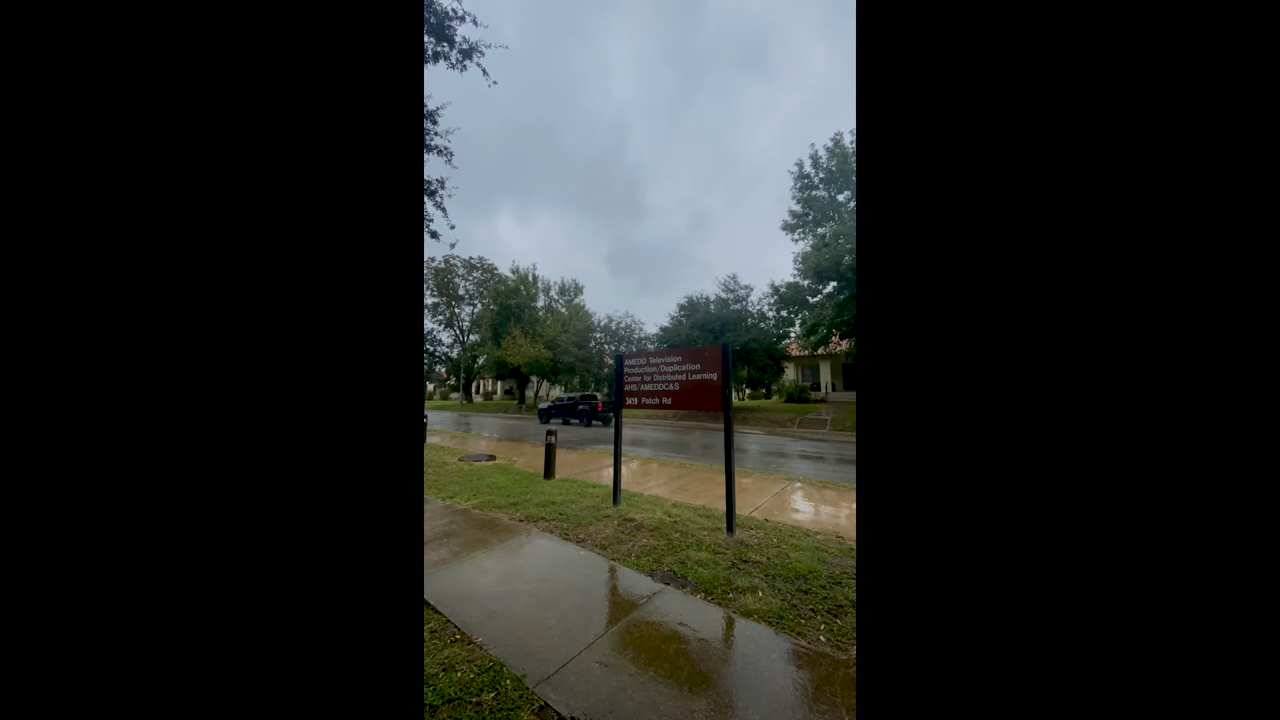 AMEDD Television
Production/Duplication
Center for Distributed Learning
AHS/AMEDDC&S
3419 Patch Rd